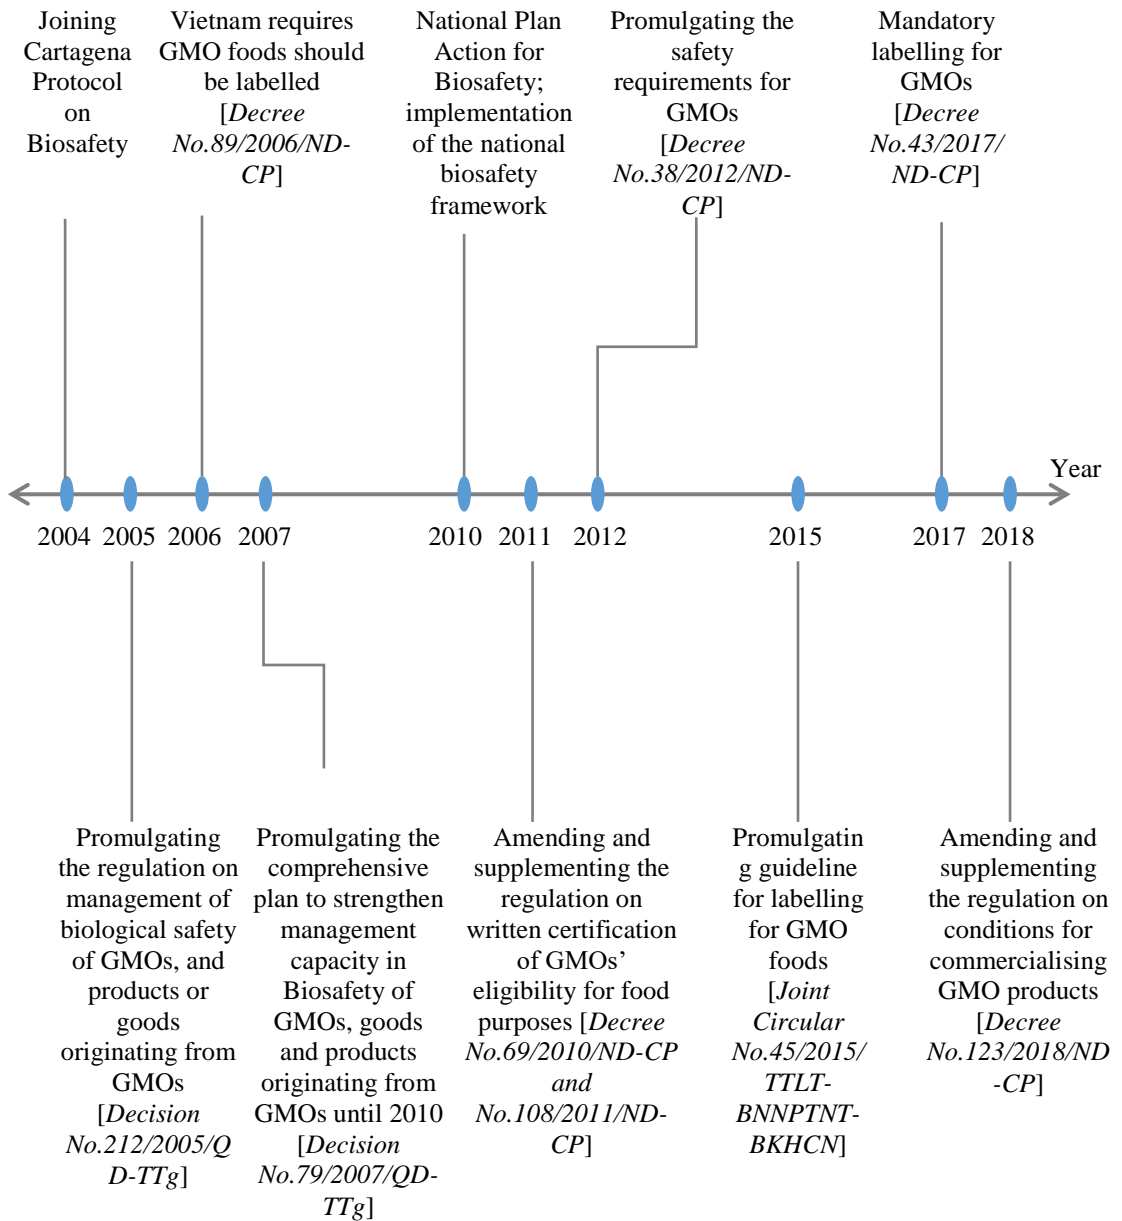 Joining
Cartagena
Protocol
on
Biosafety
Vietnam requires
GMO foods should
be labelled
[Decree
No.89/2006/ND-
CP]
National Plan
Action for
Biosafety;
implementation
of the national
biosafety
framework
Promulgating the
safety
requirements for
GMOs
[Decree
No.38/2012/ND-
CP]
Mandatory
labelling for
GMOs
[Decree
No.43/2017/
ND-CP]
Year
2004 2005 2006 2007 2010 2011 2012 2015 2017 2018
Promulgating
the regulation on
management of
biological safety
of GMOs, and
products or
goods
originating from
GMOs
[Decision
No.212/2005/Q
D-TTg]
Promulgating the
comprehensive
plan to strengthen
management
capacity in
Biosafety of
GMOs, goods
and products
originating from
GMOs until 2010
[Decision
No.79/2007/QD-
TTg]
Amending and
supplementing the
regulation on
written certification
of GMOs’
eligibility for food
purposes [Decree
No.69/2010/ND-CP
and
No.108/2011/ND-
CP]
Promulgatin
g guideline
for labelling
for GMO
foods
[Joint
Circular
No.45/2015/
TTLT-
BNNPTNT-
BKHCN]
Amending and
supplementing
the regulation on
conditions for
commercialising
GMO products
[Decree
No.123/2018/ND
-CP]